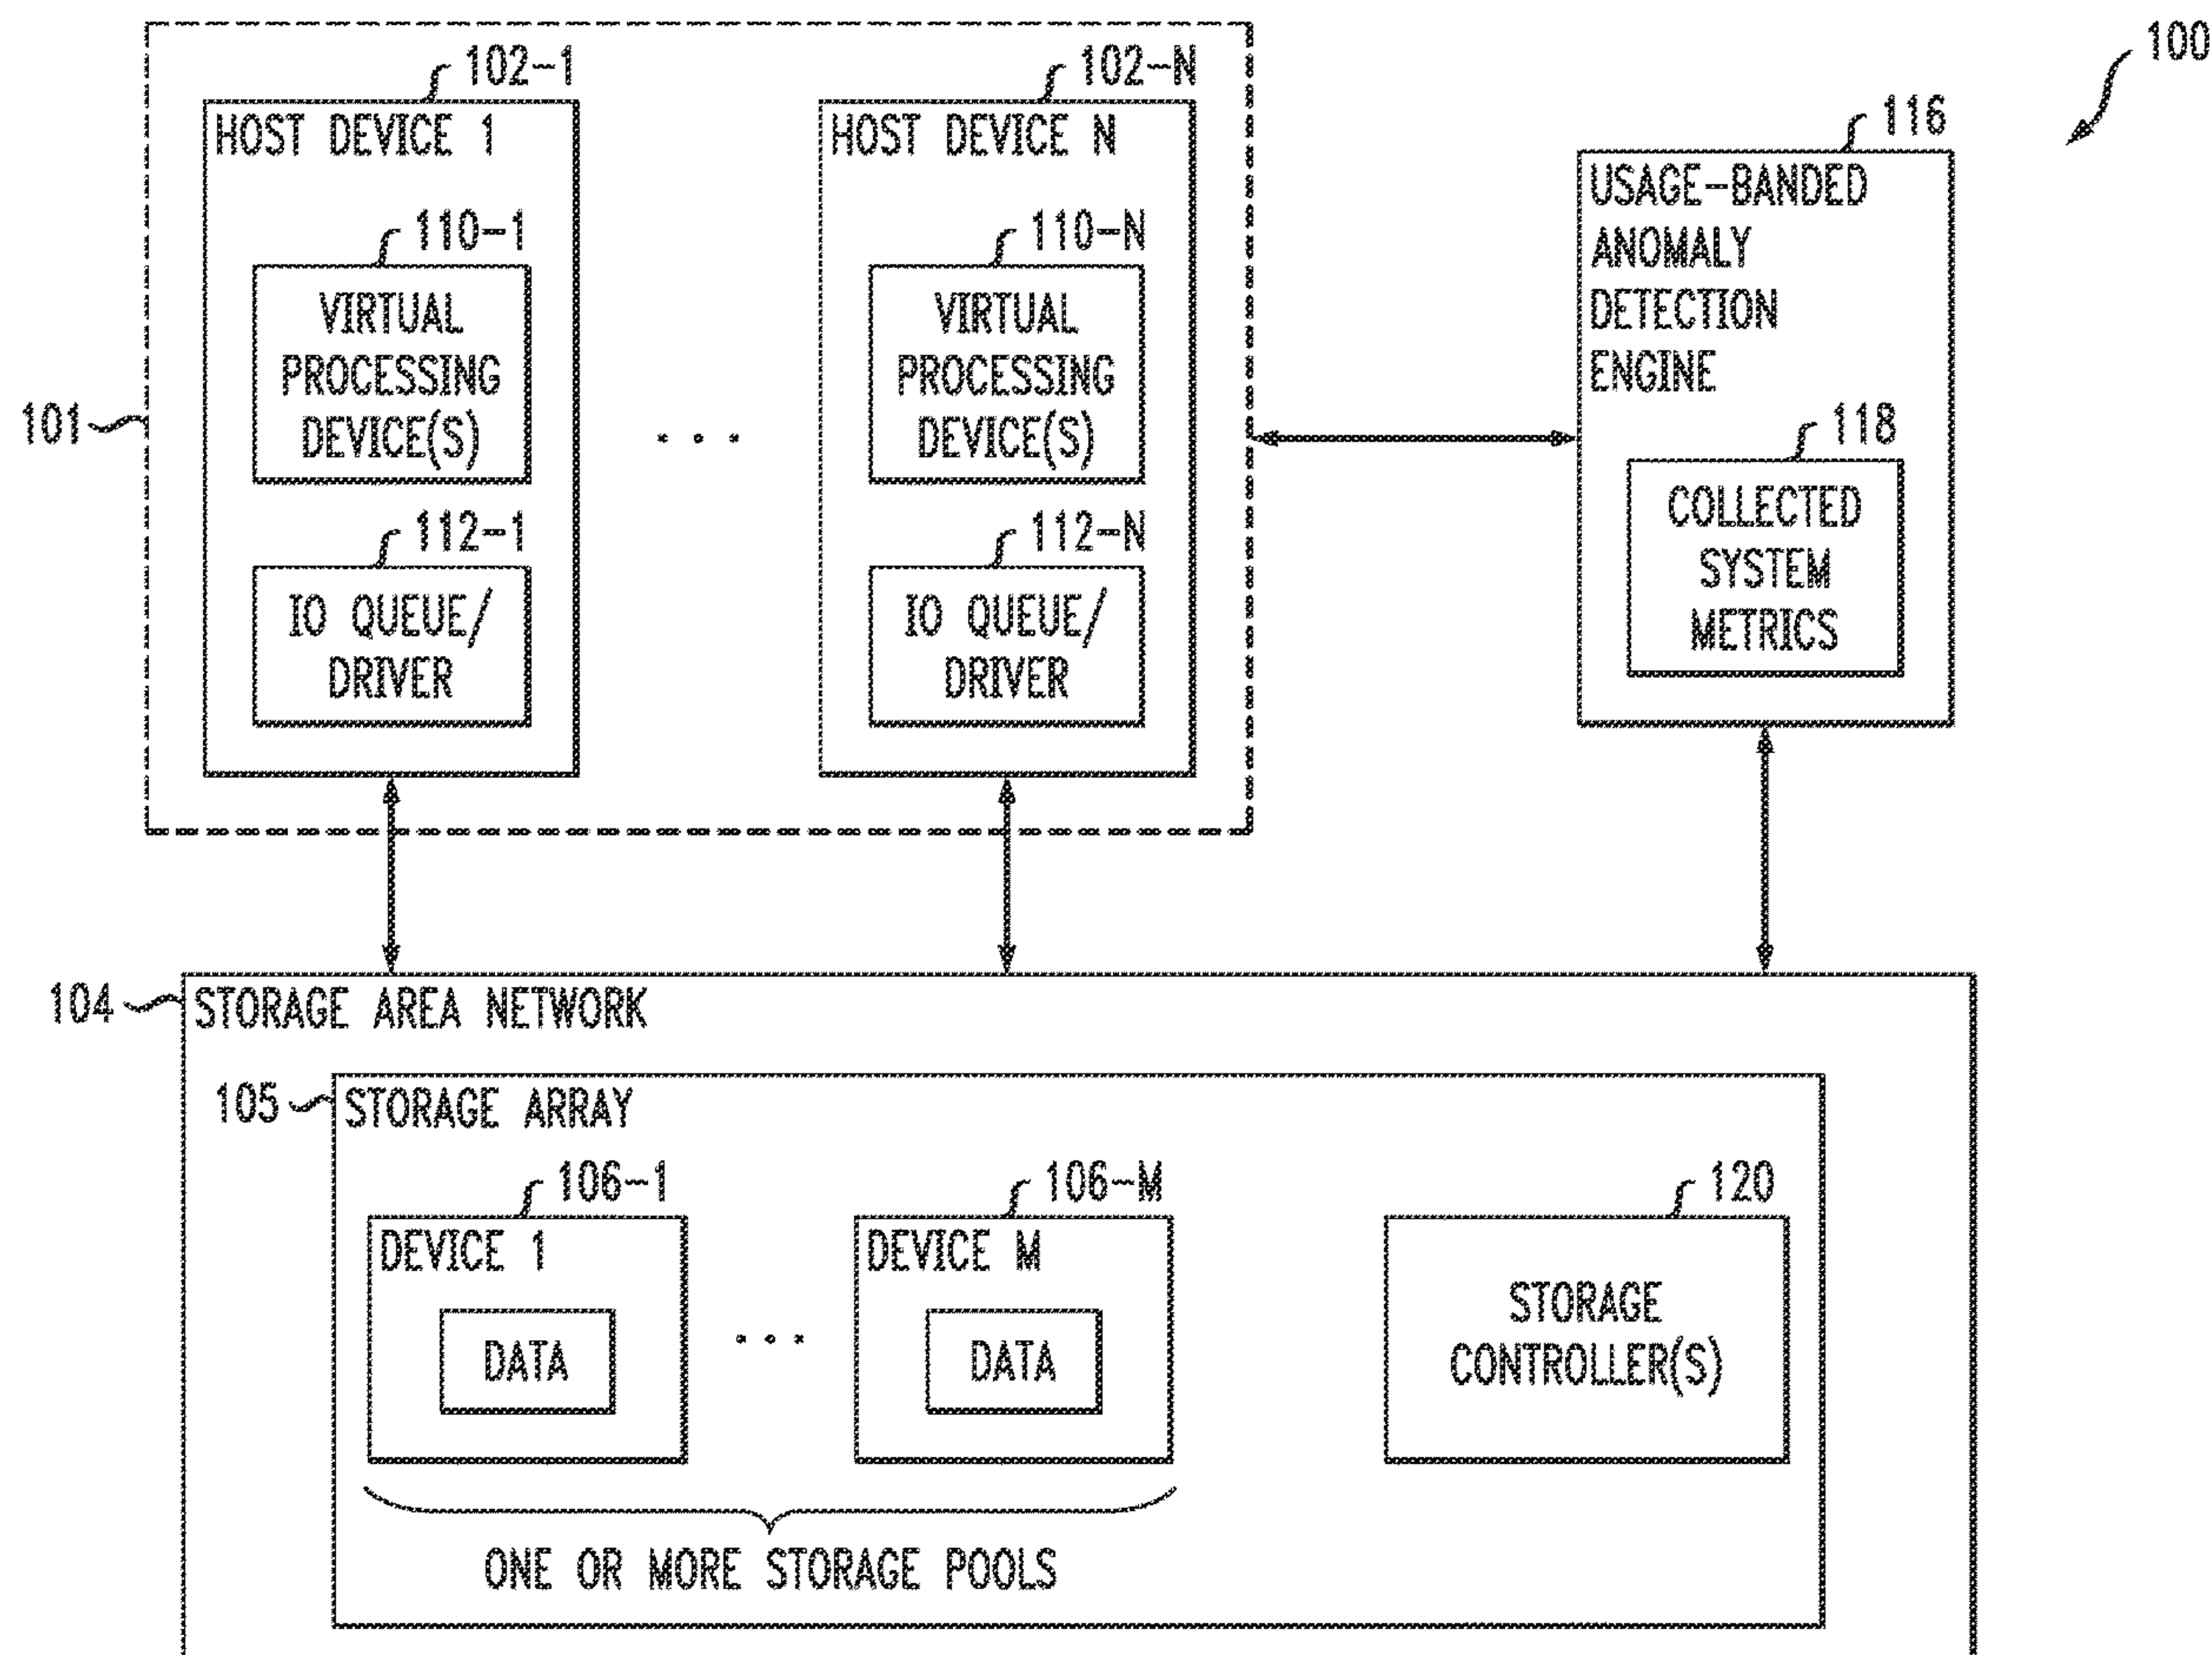 100
101
102-1
HOST DEVICE 1
110-1
VIRTUAL
PROCESSING
DEVICE(S)
112-1
IO QUEUE/
DRIVER
. . .
102-N
HOST DEVICE N
110-N
VIRTUAL
PROCESSING
DEVICE(S)
112-N
IO QUEUE/
DRIVER
116
USAGE-BANDED
ANOMALY
DETECTION
ENGINE
118
COLLECTED
SYSTEM
METRICS
104
STORAGE AREA NETWORK
105
STORAGE ARRAY
106-1
DEVICE 1
DATA
. . .
106-M
DEVICE M
DATA
ONE OR MORE STORAGE POOLS
120
STORAGE
CONTROLLER(S)